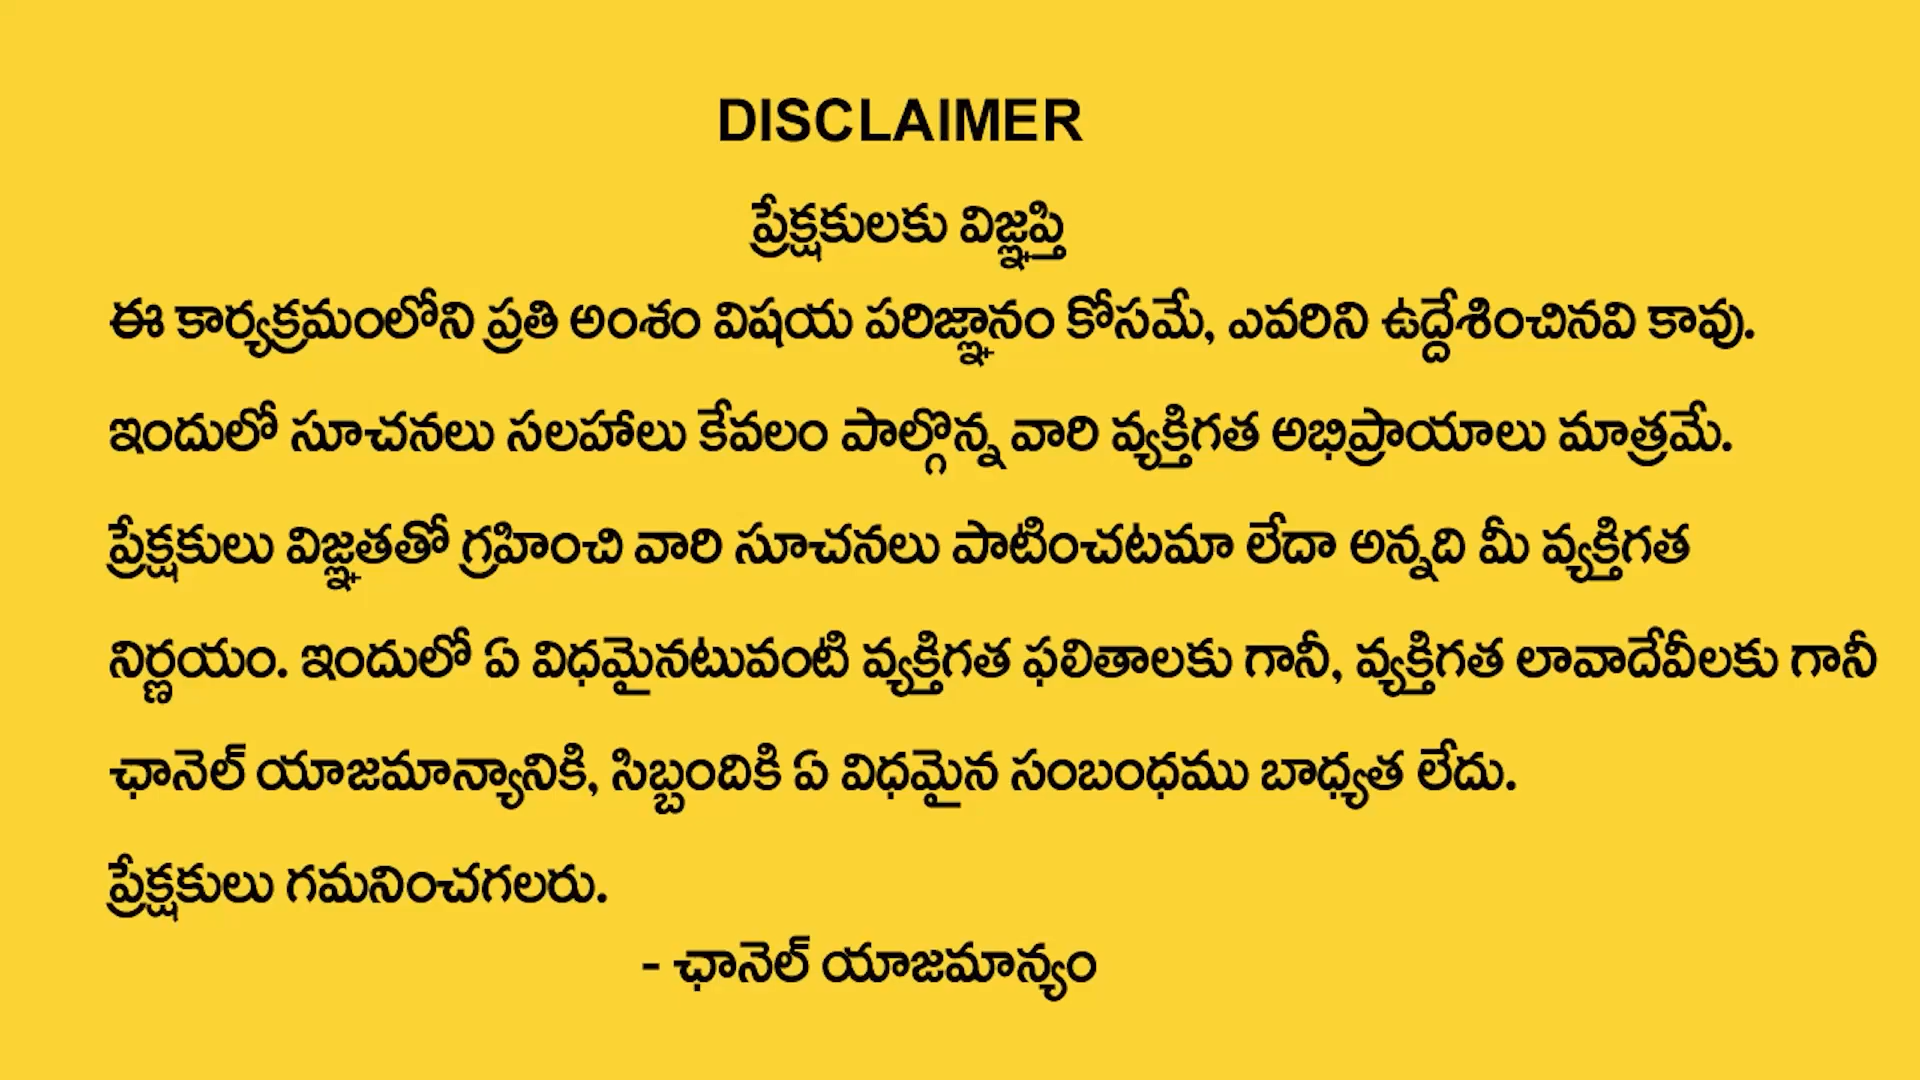 DISCLAIMER
ప్రేక్షకులకు విజ్ఞప్తి
ఈ కార్యక్రమంలోని ప్రతి అంశం విషయ పరిజ్ఞానం కోసమే, ఎవరిని ఉద్దేశించినవి కావు.
ఇందులో సూచనలు సలహాలు కేవలం పాల్గొన్న వారి వ్యక్తిగత అభిప్రాయాలు మాత్రమే.
ప్రేక్షకులు విజ్ఞతతో గ్రహించి వారి సూచనలు పాటించటమా లేదా అన్నది మీ వ్యక్తిగత
నిర్ణయం. ఇందులో ఏ విధమైనటువంటి వ్యక్తిగత ఫలితాలకు గానీ, వ్యక్తిగత లావాదేవీలకు గానీ
ఛానెల్ యాజమాన్యానికి, సిబ్బందికి ఏ విధమైన సంబంధము బాధ్యత లేదు.
ప్రేక్షకులు గమనించగలరు.
- ఛానెల్ యాజమాన్యం